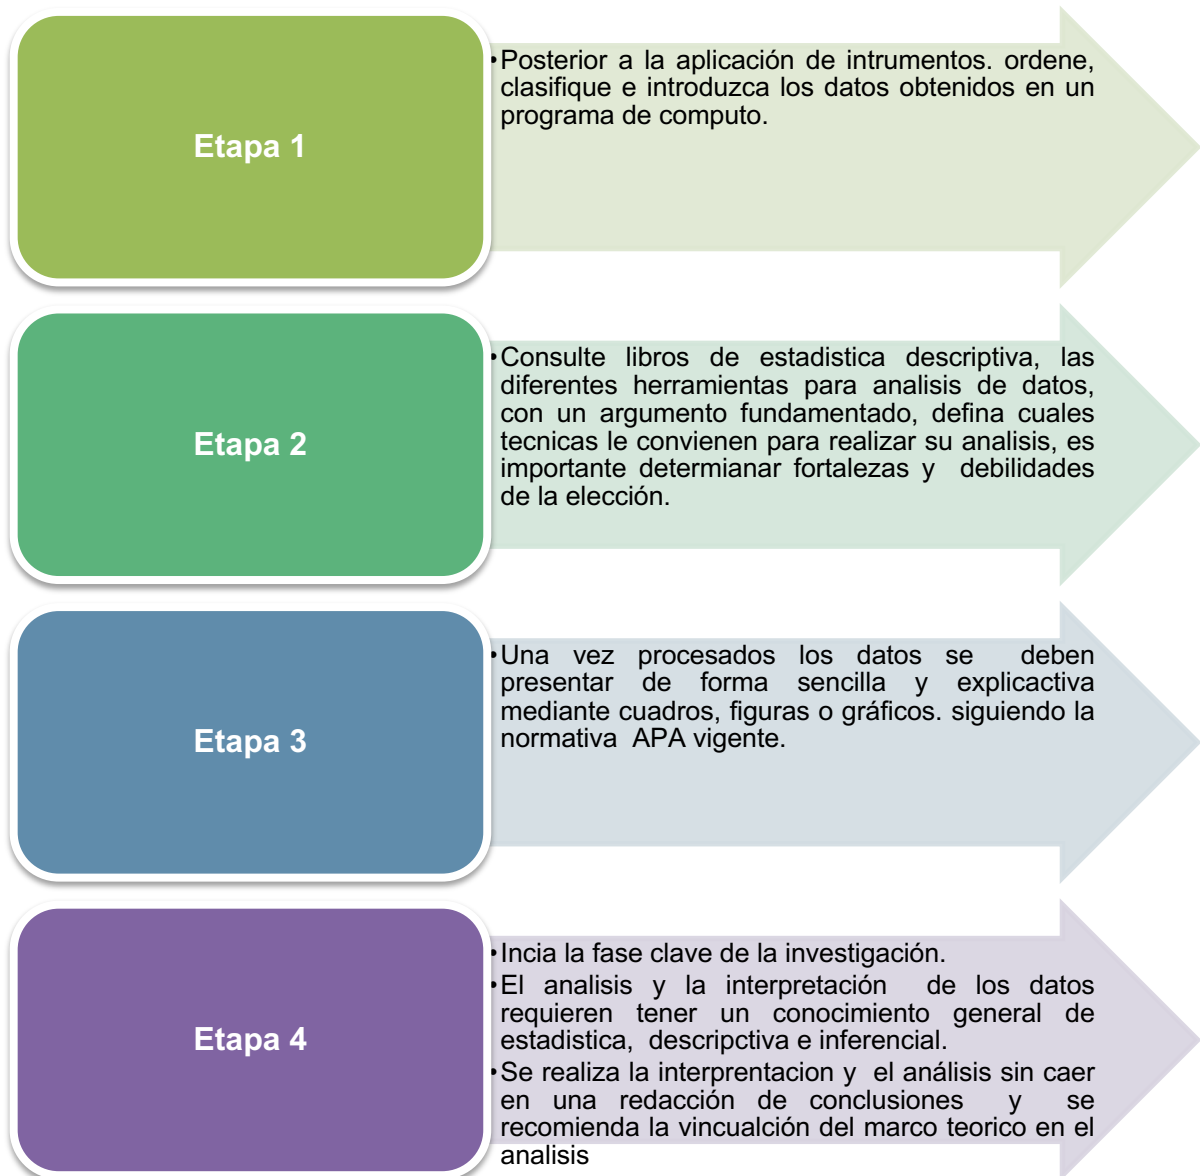 Etapa 1
•Posterior a la aplicación de intrumentos. ordene,
clasifique e introduzca los datos obtenidos en un
programa de computo.
Etapa 2
•Consulte libros de estadistica descriptiva, las
diferentes herramientas para analisis de datos,
con un argumento fundamentado, defina cuales
tecnicas le convienen para realizar su analisis, es
importante determianar fortalezas y debilidades
de la elección.
Etapa 3
•Una vez procesados los datos se deben
presentar de forma sencilla y explicactiva
mediante cuadros, figuras o gráficos. siguiendo la
normativa APA vigente.
Etapa 4
•Incia la fase clave de la investigación.
•El analisis y la interpretación de los datos
requieren tener un conocimiento general de
estadistica, descripctiva e inferencial.
•Se realiza la interprentacion y el análisis sin caer
en una redacción de conclusiones y se
recomienda la vincualción del marco teorico en el
analisis